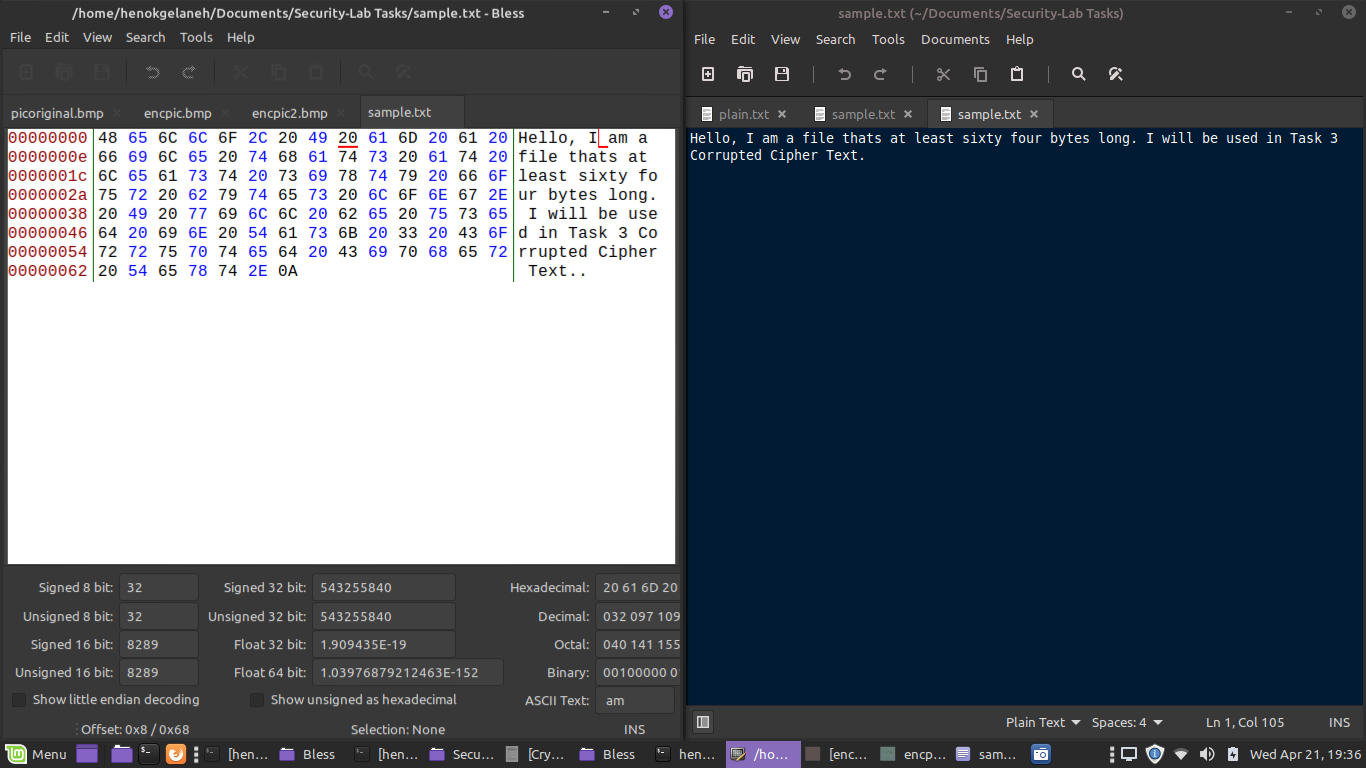 /home/henokgelaneh/Documents/Security-Lab Tasks/sample.txt - Bless
File Edit View Search Tools Help
picoriginal.bmp encpic.bmp encpic2.bmp sample.txt
00000000 48 65 6C 6C 6F 2C 20 49 20 61 6D 20 61 20 Hello, I am a
0000000e 66 69 6C 65 20 74 68 61 74 73 20 61 74 20 file thats at
0000001c 6C 65 61 73 74 20 73 69 78 74 79 20 66 6F least sixty fo
0000002a 75 72 20 62 79 74 65 73 20 6C 6F 6E 67 2E ur bytes long.
00000038 20 49 20 77 69 6C 6C 20 62 65 20 75 73 65 I will be use
00000046 64 20 69 6E 20 54 61 73 6B 20 33 20 43 6F d in Task 3 Co
00000054 72 72 75 70 74 65 64 20 43 69 70 68 65 72 rrupted Cipher
00000062 20 54 65 78 74 2E 0A Text..
Signed 8 bit: 32 Signed 32 bit: 543255840 Hexadecimal: 20 61 6D 20
Unsigned 8 bit: 32 Unsigned 32 bit: 543255840 Decimal: 032 097 109
Signed 16 bit: 8289 Float 32 bit: 1.909435E-19 Octal: 040 141 155
Unsigned 16 bit: 8289 Float 64 bit: 1.03976879212463E-152 Binary: 00100000 0
Show little endian decoding Show unsigned as hexadecimal ASCII Text: am
Offset: 0x8 / 0x68 Selection: None INS
sample.txt (~/Documents/Security-Lab Tasks)
File Edit View Search Tools Documents Help
plain.txt sample.txt sample.txt
Hello, I am a file thats at least sixty four bytes long. I will be used in Task 3
Corrupted Cipher Text.
Plain Text Spaces: 4 Ln 1, Col 105 INS
Menu [hen... Bless [hen... Secu... [Cry... Bless hen... /ho... [enc... encp... sam... Wed Apr 21, 19:36